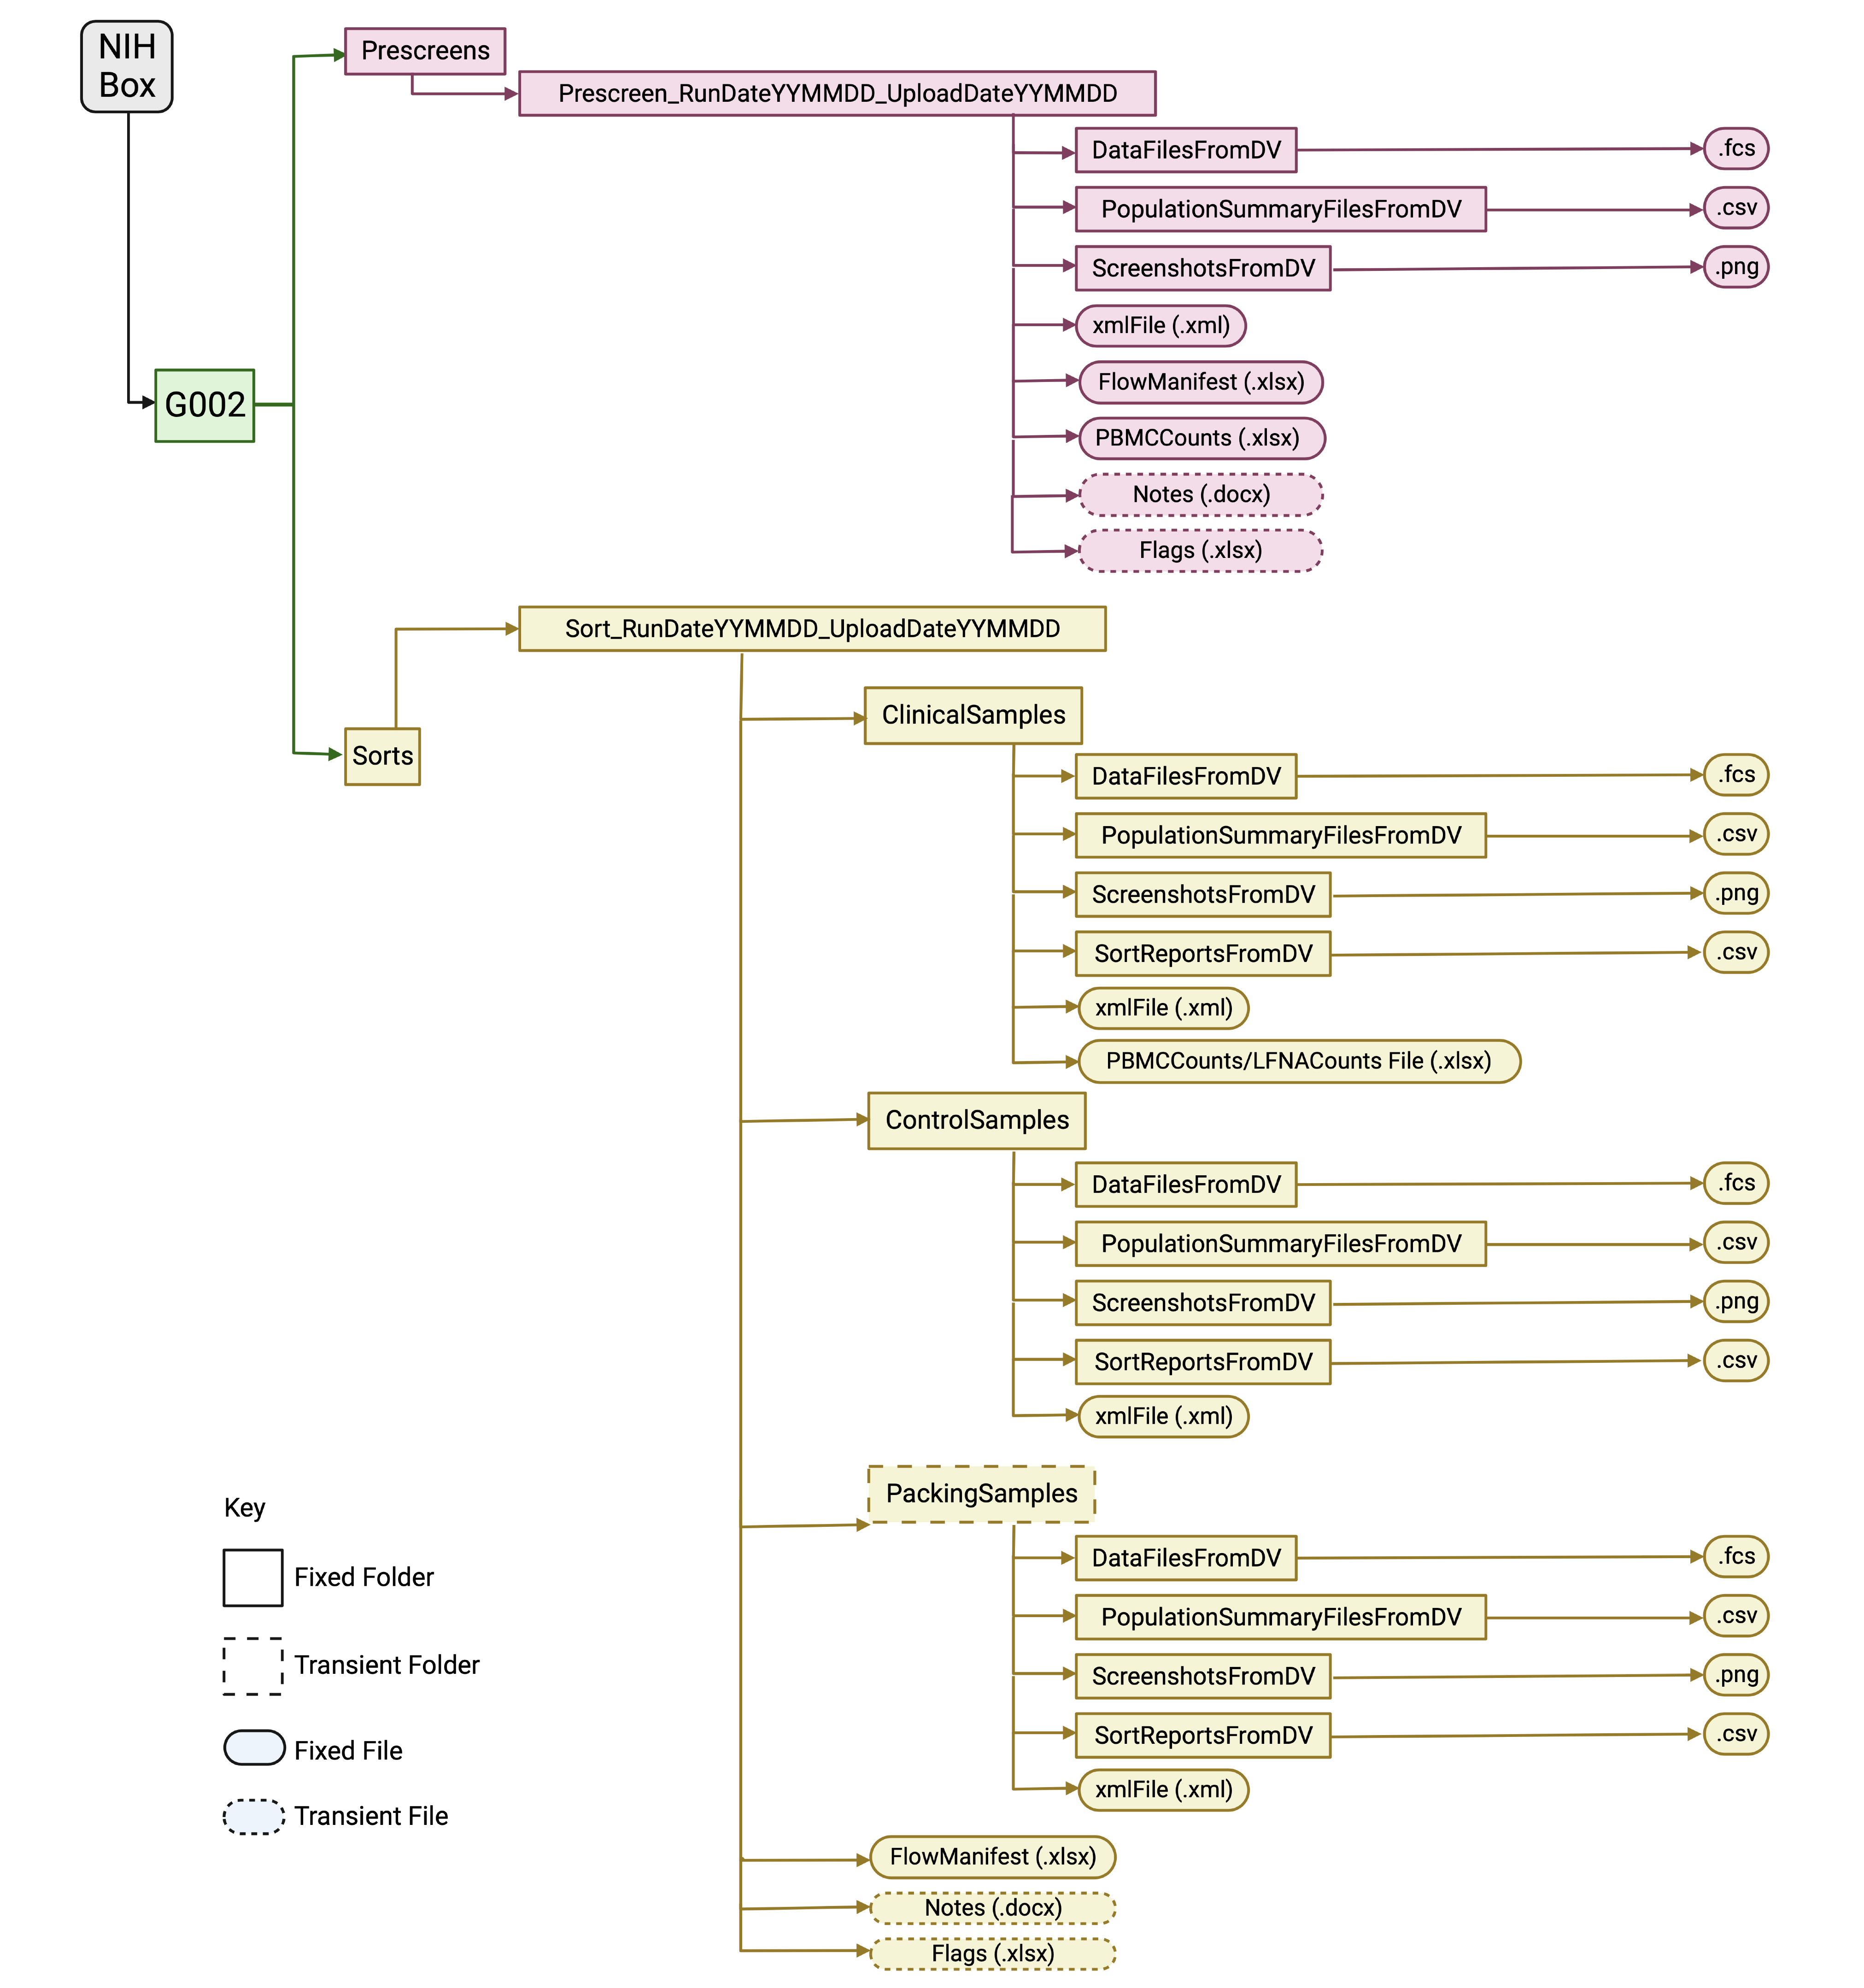 NIH
Box
Prescreens
Prescreen_RunDateYYMMDD_UploadDateYYMMDD
DataFilesFromDV
.fcs
PopulationSummaryFilesFromDV
.csv
ScreenshotsFromDV
.png
xmlFile (.xml)
FlowManifest (.xlsx)
G002
PBMCCounts (.xlsx)
Notes (.docx)
Flags (.xlsx)
Sort_RunDateYYMMDD_UploadDateYYMMDD
ClinicalSamples
Sorts
DataFilesFromDV
.fcs
PopulationSummaryFilesFromDV
.csv
ScreenshotsFromDV
.png
SortReportsFromDV
.csv
xmlFile (.xml)
PBMCCounts/LFNACounts File (.xlsx)
ControlSamples
DataFilesFromDV
.fcs
PopulationSummaryFilesFromDV
.csv
ScreenshotsFromDV
.png
SortReportsFromDV
.csv
xmlFile (.xml)
PackingSamples
DataFilesFromDV
.fcs
PopulationSummaryFilesFromDV
.csv
ScreenshotsFromDV
.png
SortReportsFromDV
.csv
xmlFile (.xml)
FlowManifest (.xlsx)
Notes (.docx)
Flags (.xlsx)
Key
Fixed Folder
Transient Folder
Fixed File
Transient File